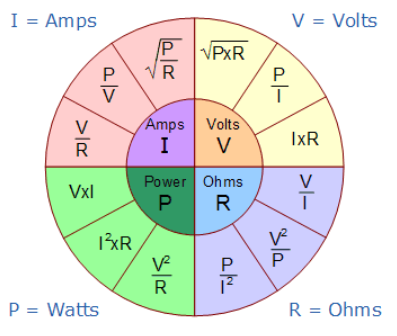 I = Amps
V = Volts
√(P/R)
√PxR
P/V
P/I
V/R
IxR
Amps
I
Volts
V
Power
P
Ohms
R
VxI
V/I
I²xR
V²/P
V²/R
P/I²
P = Watts
R = Ohms